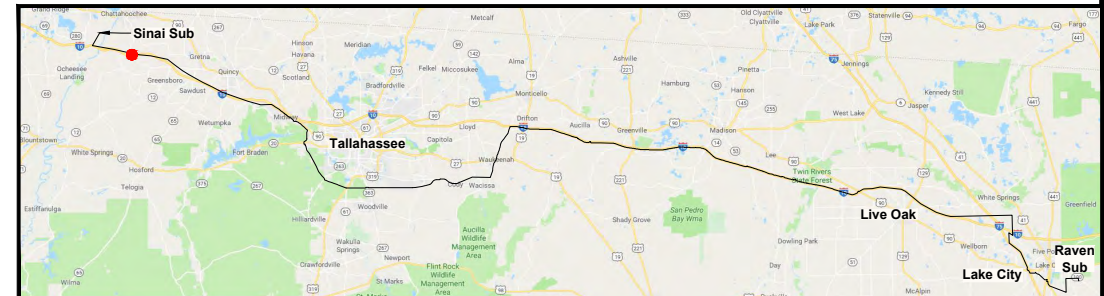 Grand Ridge
Chattahoochee
Metcalf
Old Clyattville
Clyattville
Lake Park
Statenville
Fargo
Sinai Sub
Ocheesee
Landing
Gretna
Greensboro
Quincy
Sawdust
Hinson
Havana
Scotland
Meridian
Felkel
Miccosukee
Bradfordville
Alma
Monticello
Ashville
Hamburg
Pinetta
Hanson
Jennings
Kennedy Still
Jasper
West Lake
Blountstown
Wetumpka
Midway
Fort Braden
Tallahassee
Lloyd
Capitola
Drifton
Aucilla
Greenville
Madison
Lee
White Springs
Hosford
Telogia
Waukeenah
Cody
Wacissa
Twin Rivers
State Forest
White Springs
Greenfield
Estiffanulga
Woodville
Hilliardville
Shady Grove
San Pedro
Bay Wma
Live Oak
Dowling Park
Wellborn
Aucilla
Wildlife
Management
Area
Wakulla
Springs
Newport
Crawfordville
Flint Rock
Wildlife
Management
Area
Wilma
St-Marks
Day
McAlpin
Lake City
Raven
Sub